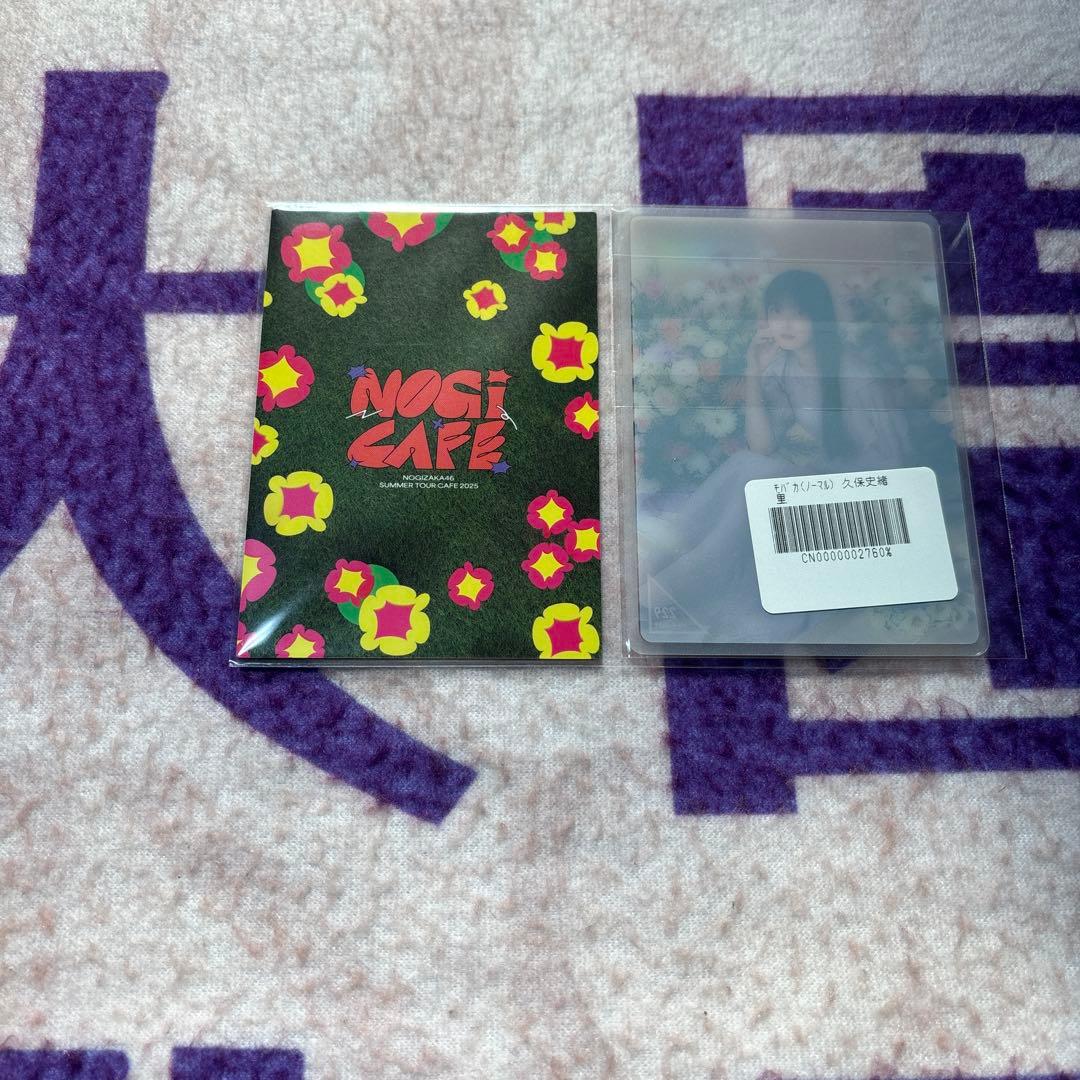 NOGi
CAFE
NOGIZAKA46
SUMMER TOUR CAFE 2025
ﾓﾊﾞｶ(ﾉｰﾏﾙ) 久保史緒
里
CN0000002760%
229